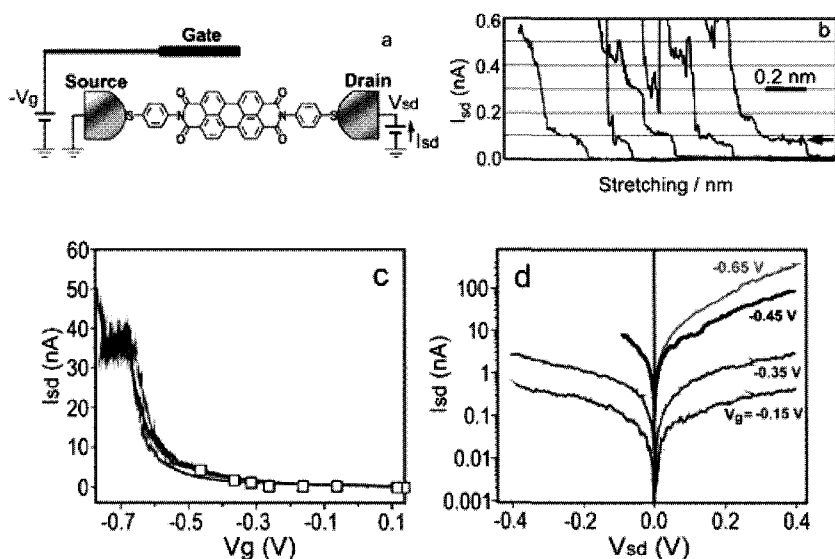 a
Gate
Source
Drain
-Vg
Vsd
Isd
S
N
O
O
O
O
N
S
b
Isd (nA)
0.6
0.4
0.2
0.0
0.2 nm
Stretching / nm
c
Isd (nA)
60
50
40
30
20
10
0
-0.7 -0.5 -0.3 -0.1 0.1
Vg (V)
d
Isd (nA)
100
10
1
0.1
0.01
0.001
-0.65 V
-0.45 V
-0.35 V
Vg= -0.15 V
-0.4 -0.2 0.0 0.2 0.4
Vsd (V)